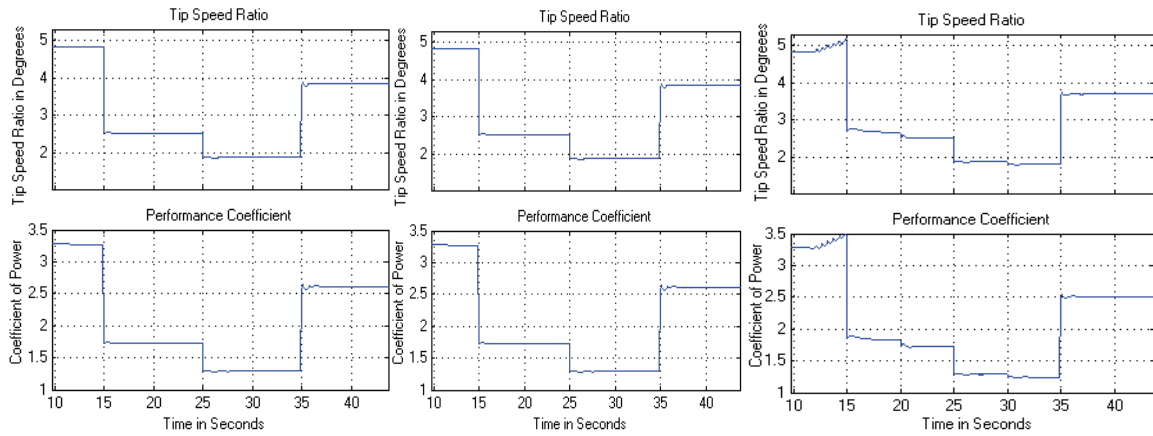 Tip Speed Ratio
Tip Speed Ratio in Degreees
5
4
3
2
Performance Coefficient
Coefficient of Power
3.5
3
2.5
2
1.5
1
10 15 20 25 30 35 40
Time in Seconds
Tip Speed Ratio
Tip Speed Ratio in Degreees
5
4
3
2
Performance Coefficient
Coefficient of Power
3.5
3
2.5
2
1.5
1
10 15 20 25 30 35 40
Time in Seconds
Tip Speed Ratio
Tip Speed Ratio in Degreees
5
4
3
2
Performance Coefficient
Coefficient of Power
3.5
3
2.5
2
1.5
1
10 15 20 25 30 35 40
Time in Seconds